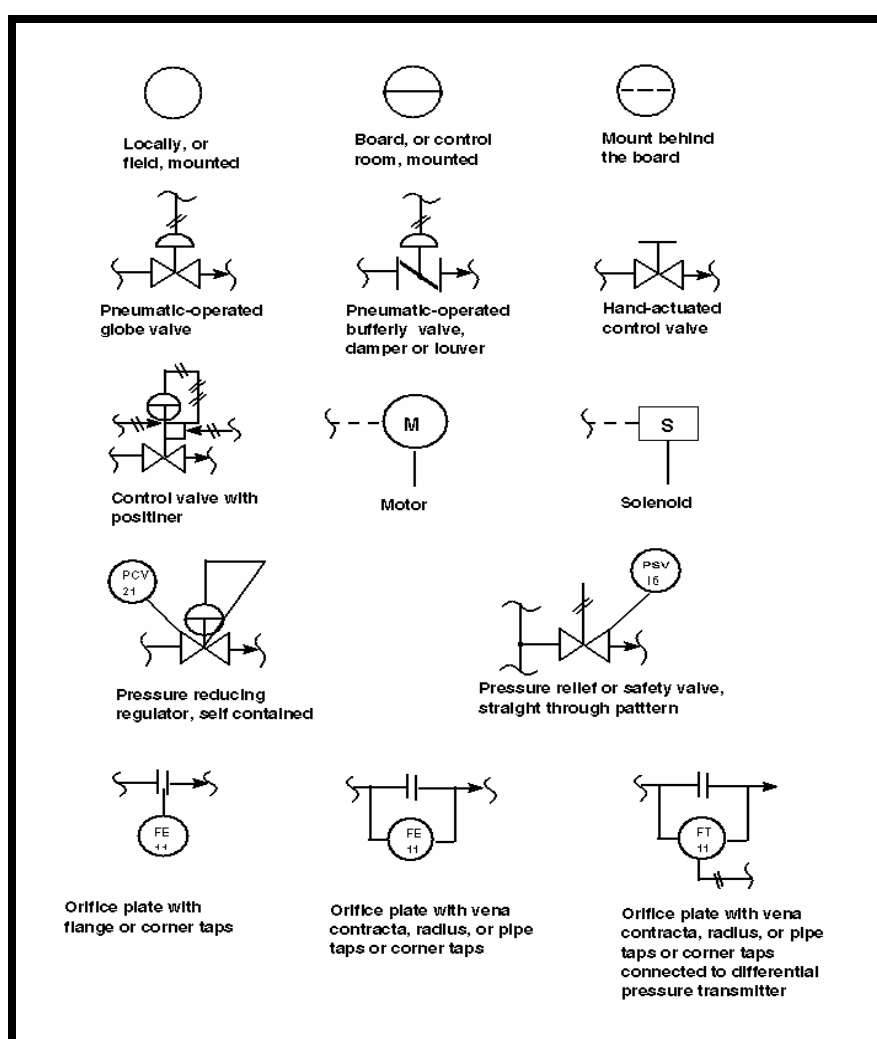 Locally, or
field, mounted
Board, or control
room, mounted
Mount behind
the board
Pneumatic-operated
globe valve
Pneumatic-operated
bufferly valve,
damper or louver
Hand-actuated
control valve
Control valve with
positiner
M
Motor
S
Solenoid
PCV
21
Pressure reducing
regulator, self contained
PSV
16
Pressure relief or safety valve,
straight through patttern
FE
11
Orifice plate with
flange or corner taps
FE
11
Orifice plate with vena
contracta, radius, or pipe
taps or corner taps
FT
11
Orifice plate with vena
contracta, radius, or pipe
taps or corner taps
connected to differential
pressure transmitter